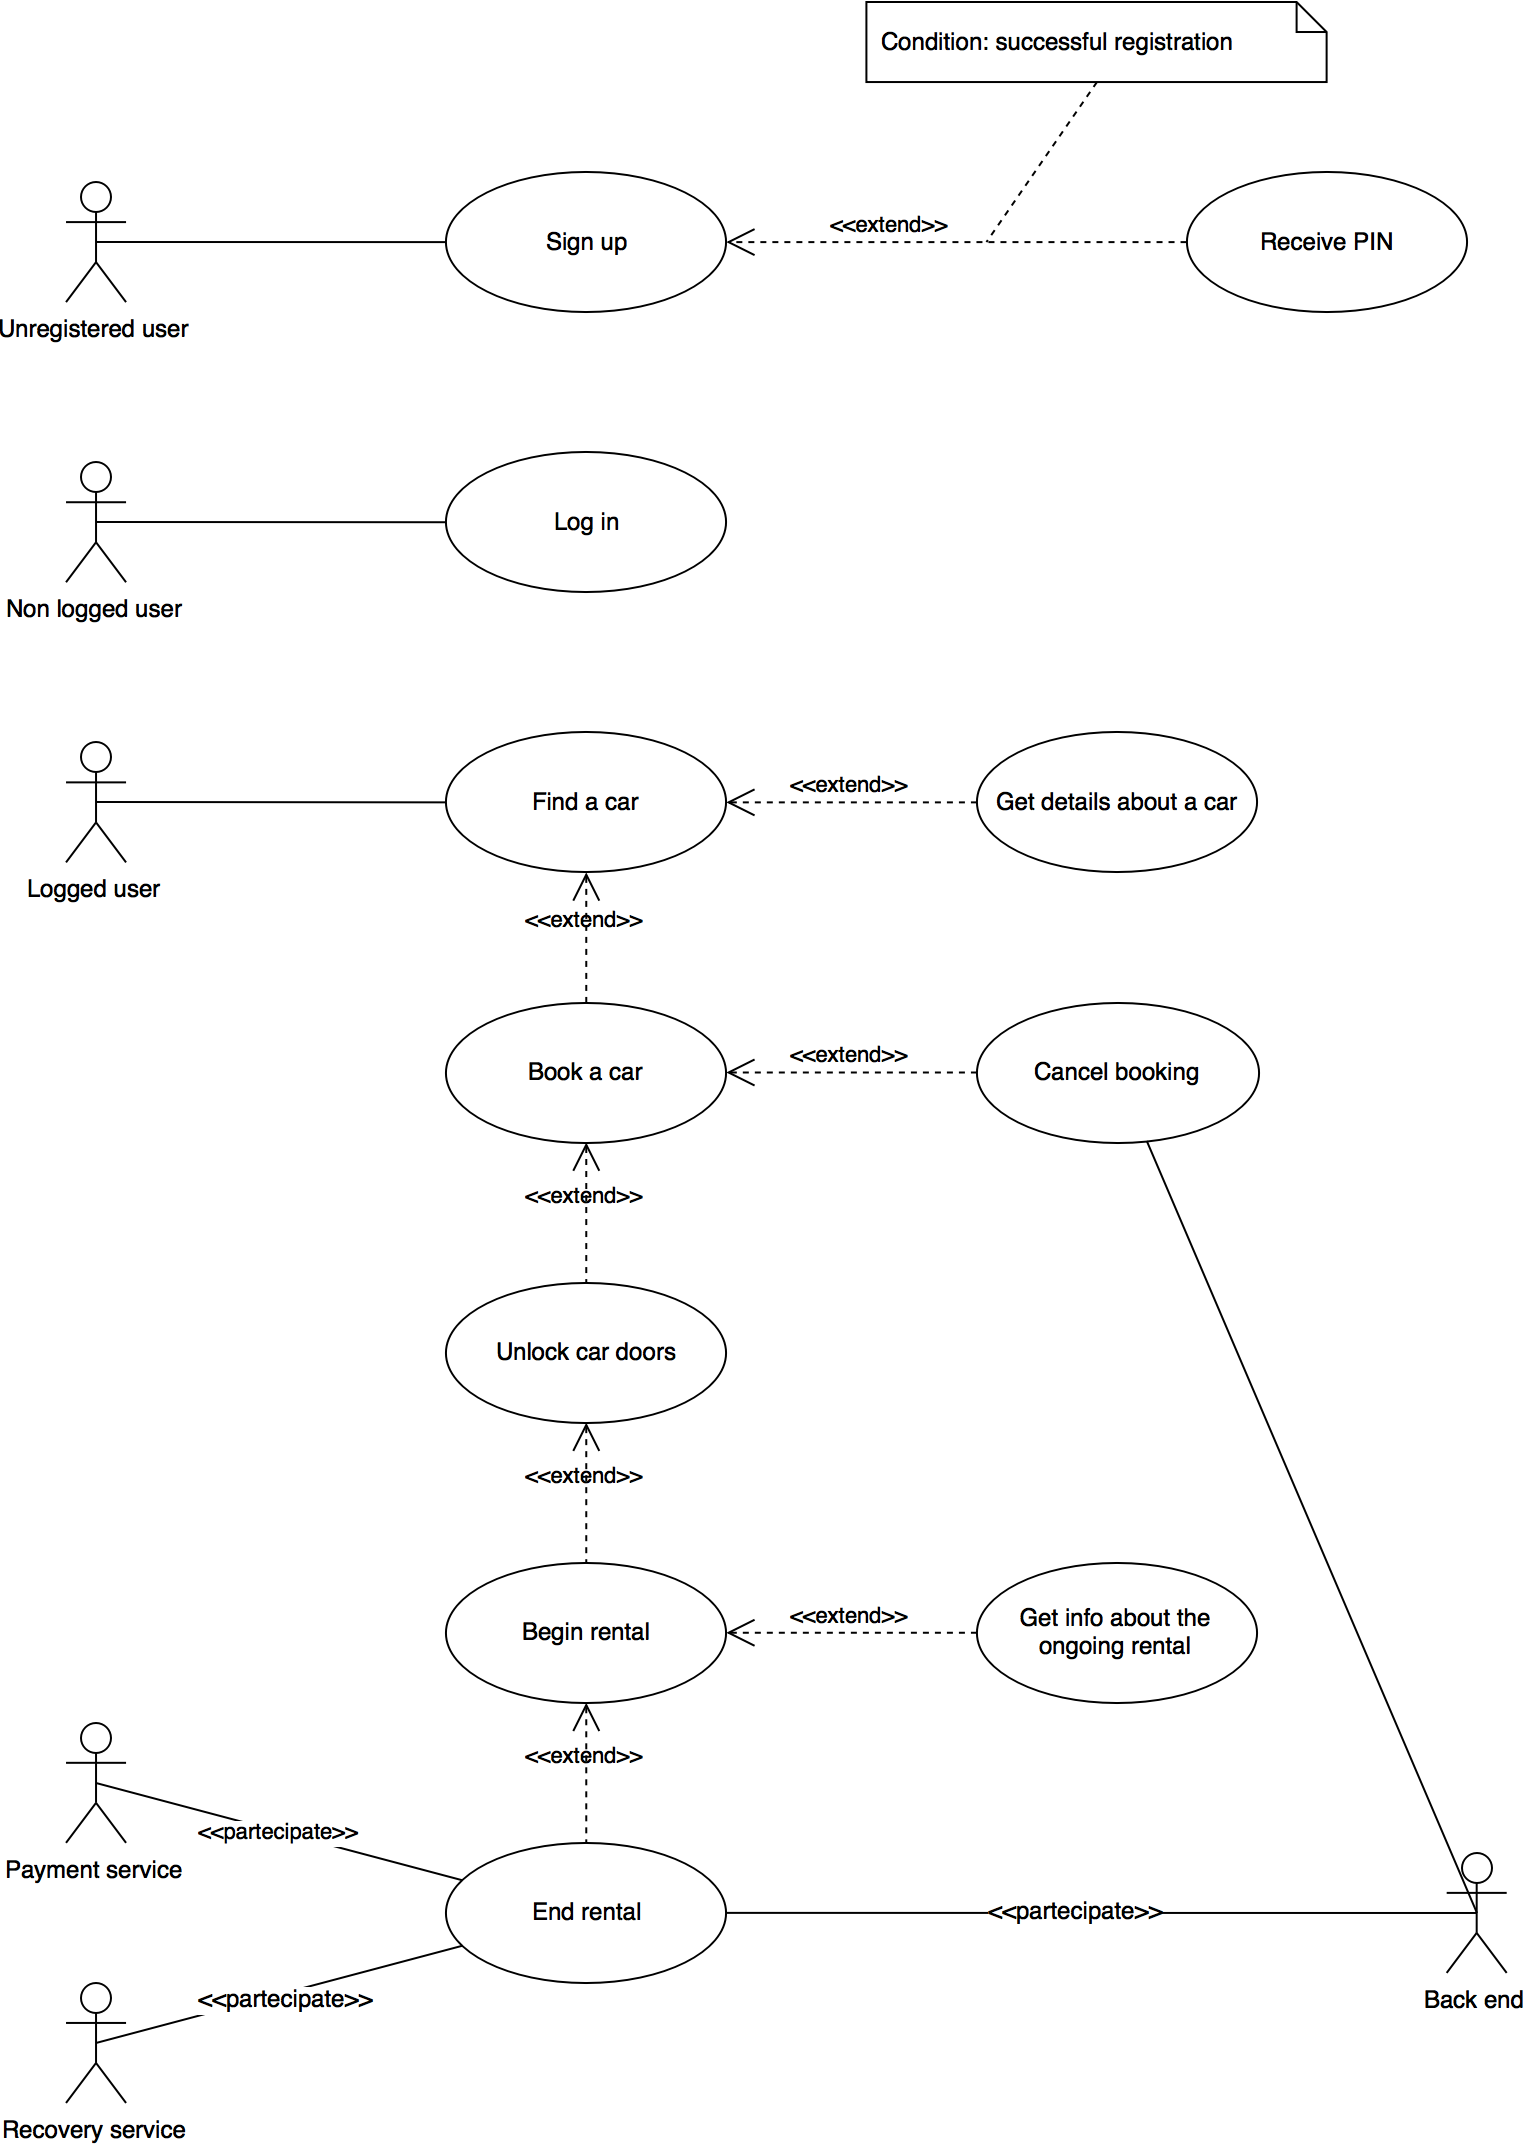 Condition: successful registration
<<extend>>
Sign up
Receive PIN
Unregistered user
Log in
Non logged user
<<extend>>
Find a car
Get details about a car
Logged user
<<extend>>
<<extend>>
Book a car
Cancel booking
<<extend>>
Unlock car doors
<<extend>>
<<extend>>
Begin rental
Get info about the
ongoing rental
<<extend>>
<<partecipate>>
Payment service
End rental
<<partecipate>>
<<partecipate>>
Back end
Recovery service